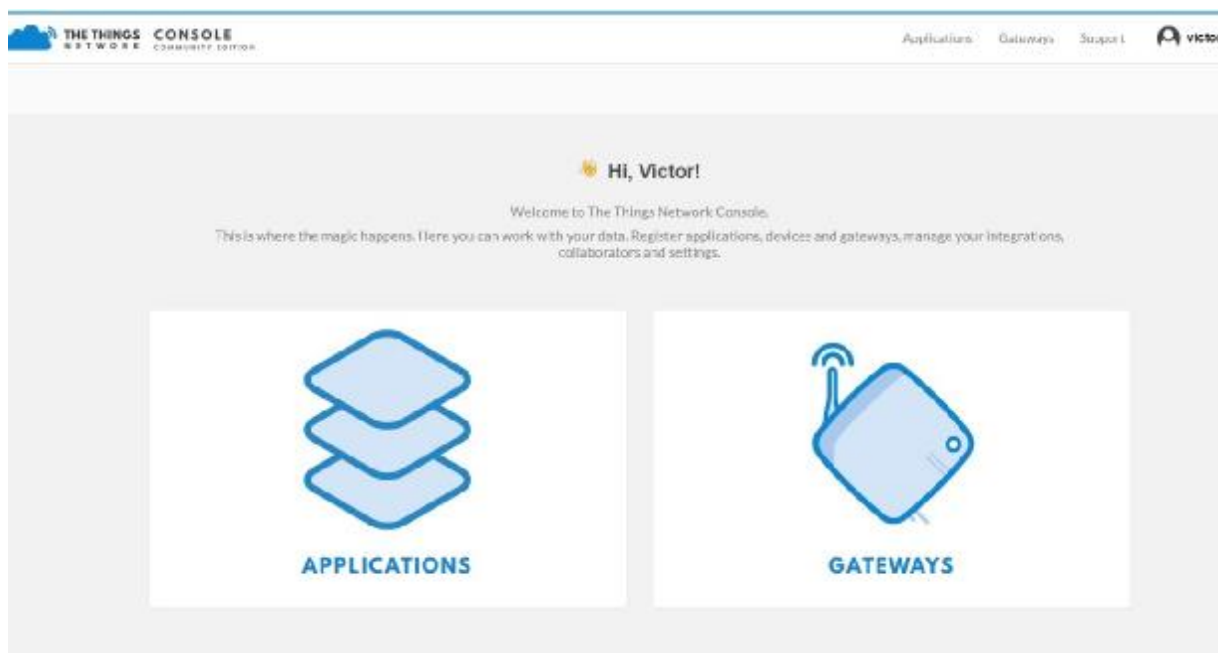 THE THINGS NETWORK CONSOLE COMMUNITY EDITION
Applications Gateways Support
Hi, Victor!
Welcome to The Things Network Console.
This is where the magic happens. Here you can work with your data. Register applications, devices and gateways, manage your integrations,
collaborators and settings.
APPLICATIONS
GATEWAYS